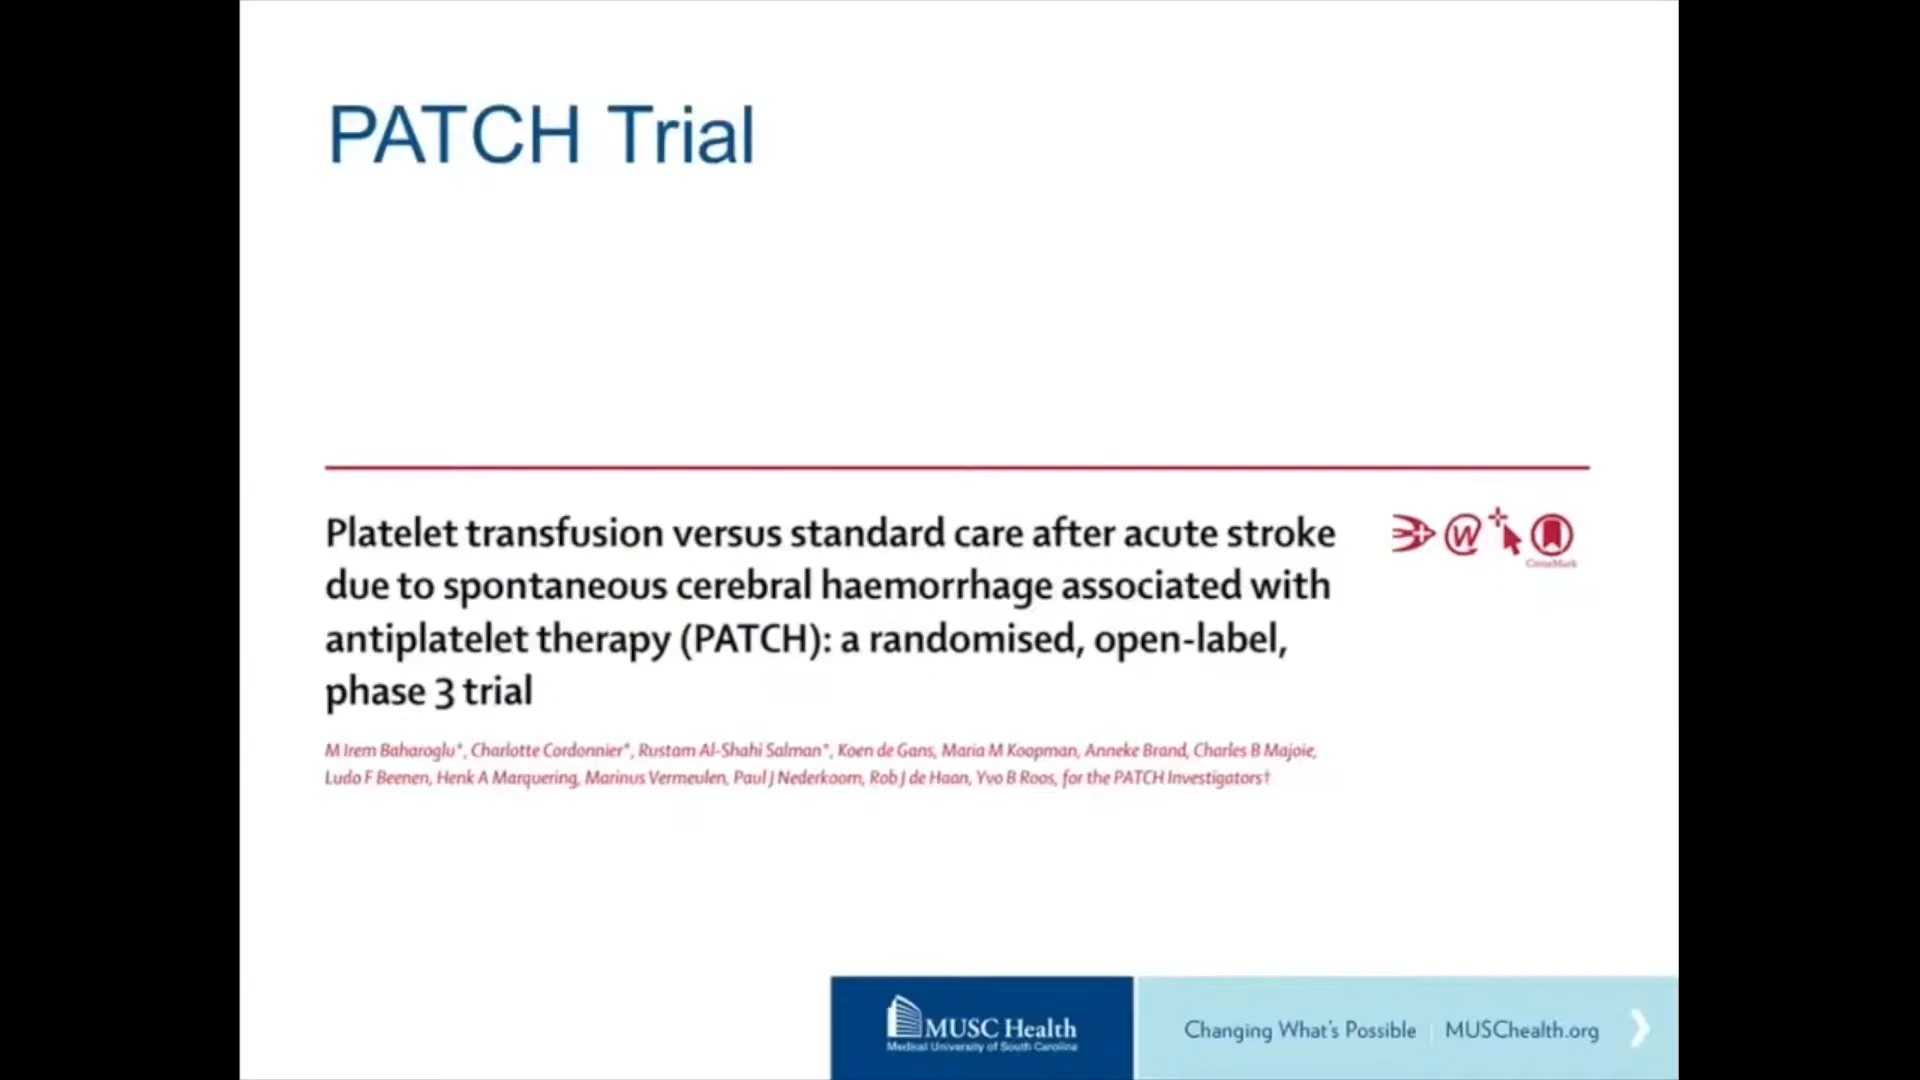 PATCH Trial
Platelet transfusion versus standard care after acute stroke
due to spontaneous cerebral haemorrhage associated with
antiplatelet therapy (PATCH): a randomised, open-label,
phase 3 trial
M Irem Baharoglu*, Charlotte Cordonnier*, Rustam Al-Shahi Salman*, Koen de Gans, Maria M Koopman, Anneke Brand, Charles B Majoie,
Ludo F Beenen, Henk A Marquering, Marinus Vermeulen, Paul J Nederkoorn, Rob J de Haan, Yvo B Roos, for the PATCH Investigators†
W
CrossMark
MUSC Health
Medical University of South Carolina
Changing What's Possible | MUSChealth.org